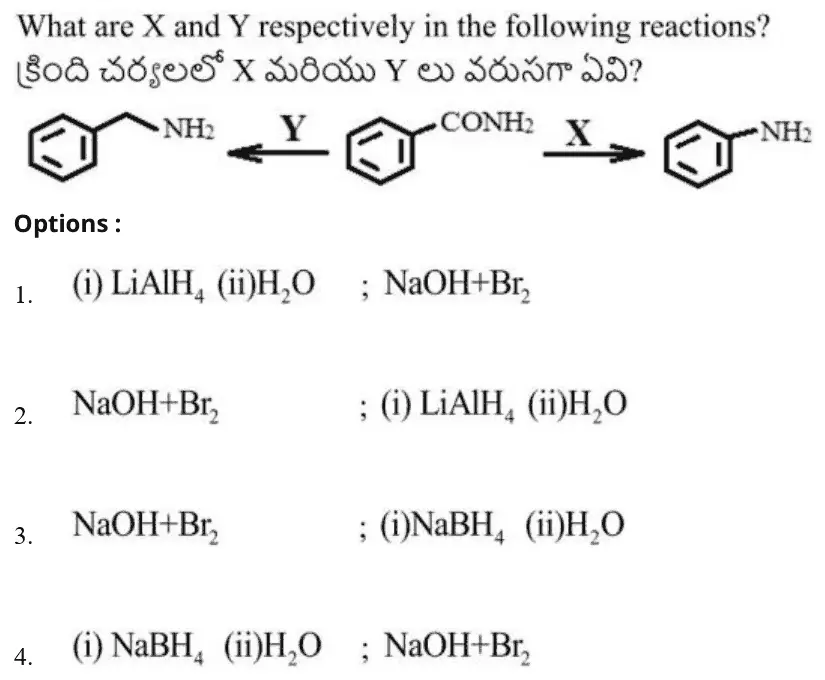 What are X and Y respectively in the following reactions?
క్రింది చర్యలలో X మరియు Y లు వరుసగా ఏవి?
NH₂ Y CONH₂ X NH₂
Options :
1. (i) LiAlH₄ (ii)H₂O ; NaOH+Br₂
2. NaOH+Br₂ ; (i) LiAlH₄ (ii)H₂O
3. NaOH+Br₂ ; (i)NaBH₄ (ii)H₂O
4. (i) NaBH₄ (ii)H₂O ; NaOH+Br₂